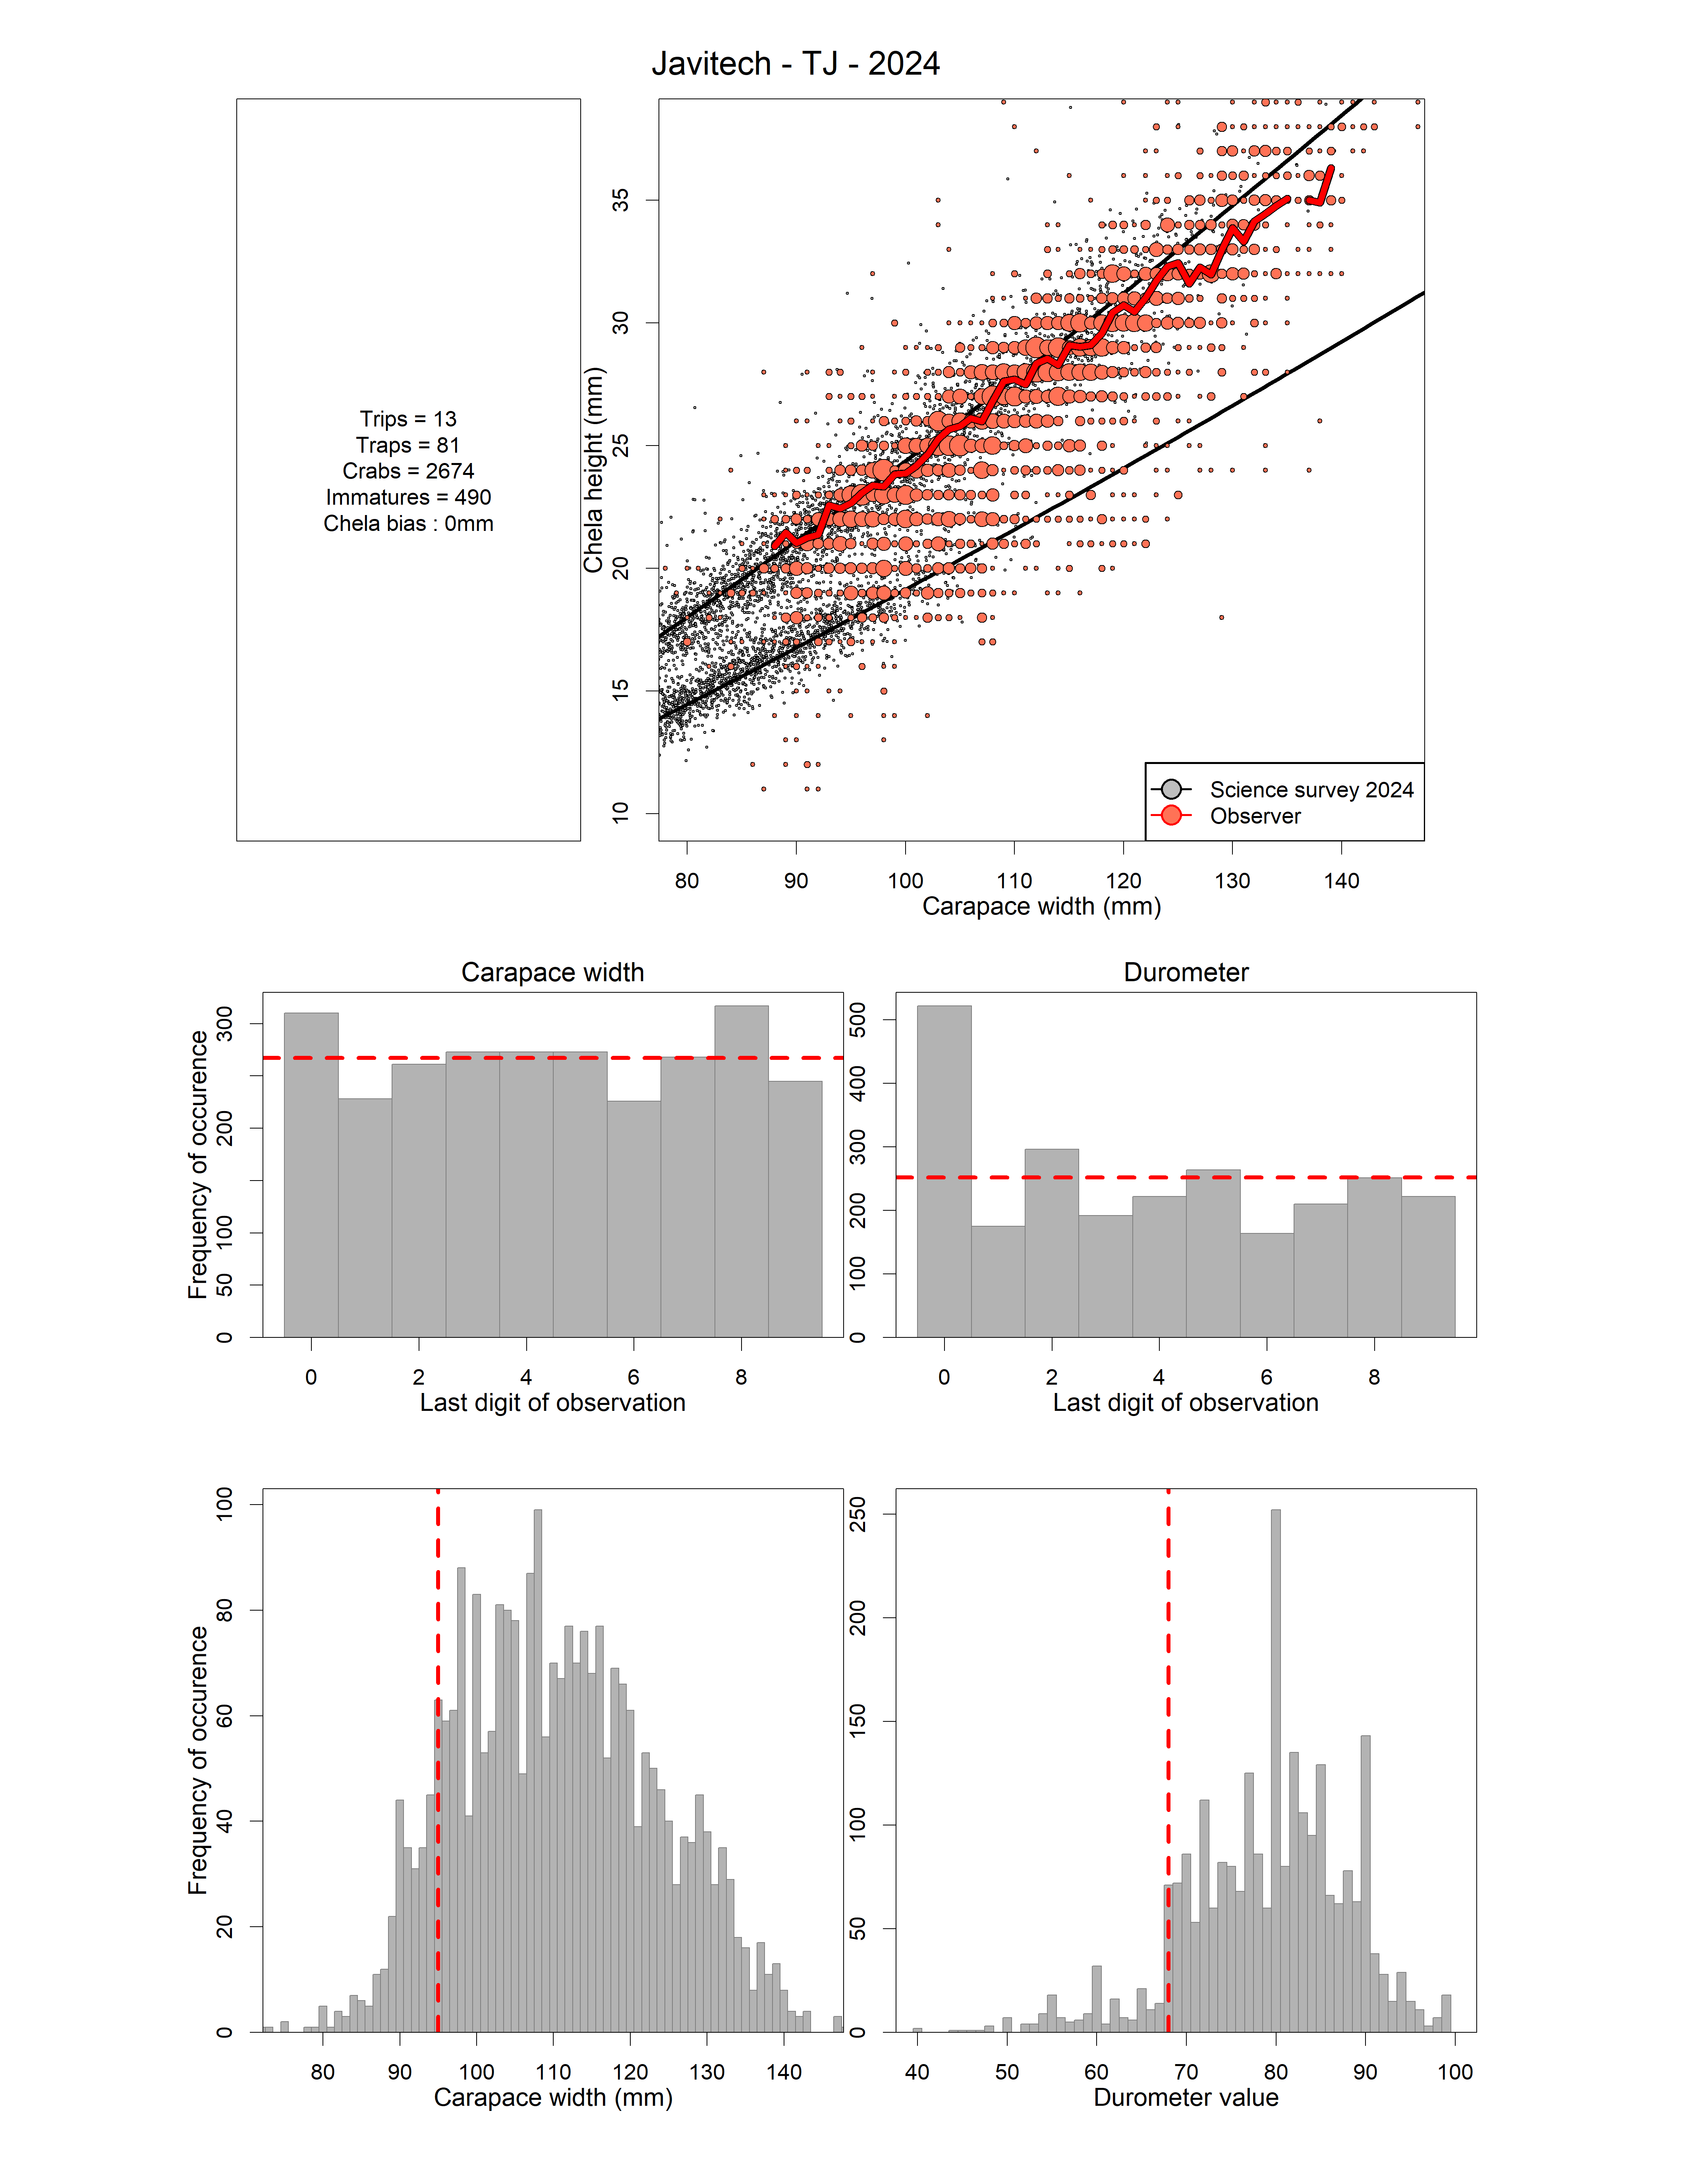 Javitech - TJ - 2024
Trips = 13
Traps = 81
Crabs = 2674
Immatures = 490
Chela bias : 0mm
Chela height (mm)
35
30
25
20
15
10
Science survey 2024
Observer
80 90 100 110 120 130 140
Carapace width (mm)
Carapace width
Frequency of occurence
300
200
100
50
0
0 2 4 6 8
Last digit of observation
Durometer
500
400
300
200
100
0
0 2 4 6 8
Last digit of observation
Frequency of occurence
100
80
60
40
20
0
80 90 100 110 120 130 140
Carapace width (mm)
250
200
150
100
50
0
40 50 60 70 80 90 100
Durometer value